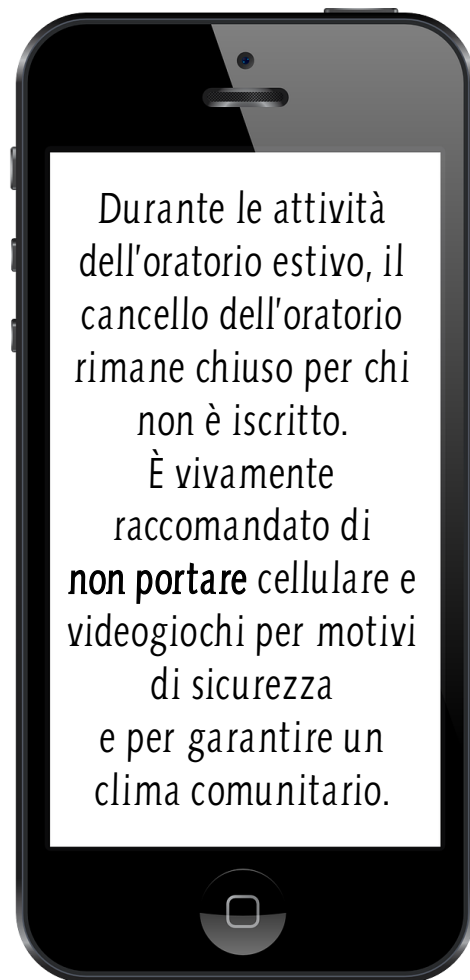 Durante le attività
dell'oratorio estivo, il
cancello dell'oratorio
rimane chiuso per chi
non è iscritto.
È vivamente
raccomandato di
non portare cellulare e
videogiochi per motivi
di sicurezza
e per garantire un
clima comunitario.